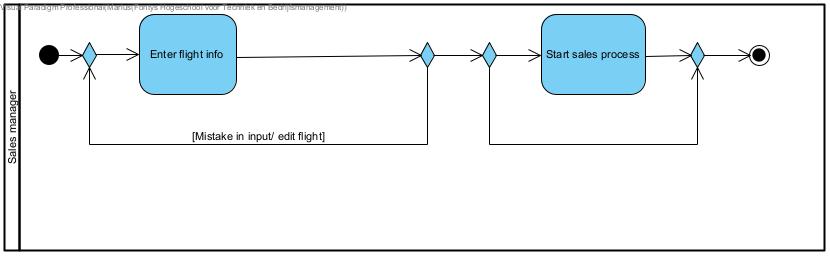 Visual Paradigm Professional(Marius(Fontys Hogeschool voor Techniek en Bedrijfsmanagement))
Sales manager
Enter flight info
Start sales process
[Mistake in input/ edit flight]